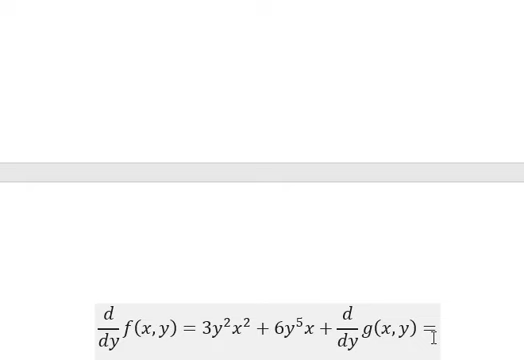 d/dy f(x, y) = 3y²x² + 6y⁵x + d/dy g(x, y) =